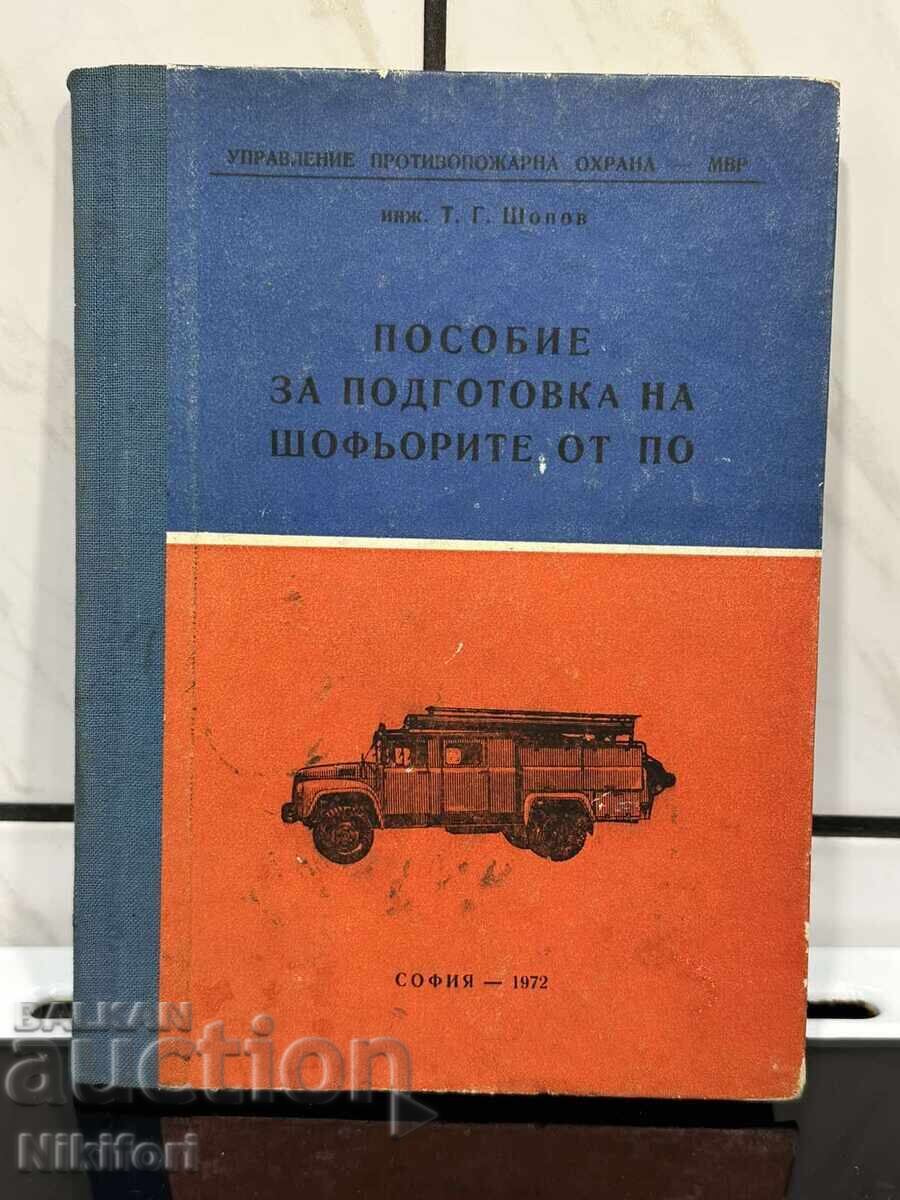 УПРАВЛЕНИЕ ПРОТИВОПОЖАРНА ОХРАНА — МВР
инж. Т. Г. Шопов
ПОСОБИЕ
ЗА ПОДГОТОВКА НА
ШОФЬОРИТЕ ОТ ПО
СОФИЯ — 1972
BALKAN
auction
Nikifori